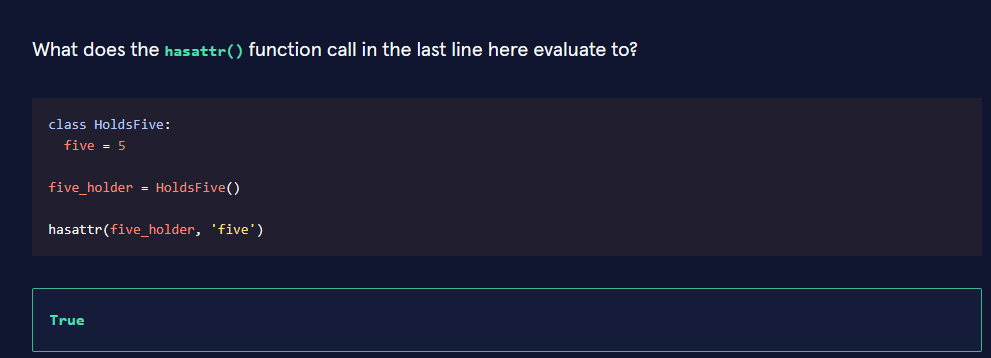 What does the hasattr() function call in the last line here evaluate to?
class HoldsFive:
  five = 5
five_holder = HoldsFive()
hasattr(five_holder, 'five')
True